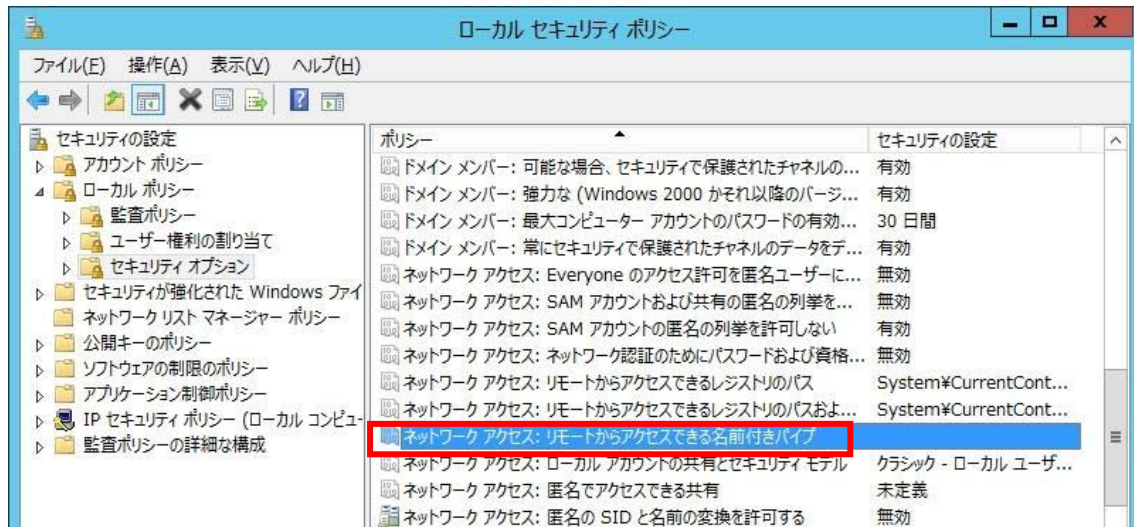 ローカル セキュリティ ポリシー
ファイル(F) 操作(A) 表示(V) ヘルプ(H)
セキュリティの設定
アカウント ポリシー
ローカル ポリシー
監査ポリシー
ユーザー権利の割り当て
セキュリティ オプション
セキュリティが強化された Windows ファイ
ネットワーク リスト マネージャー ポリシー
公開キーのポリシー
ソフトウェアの制限のポリシー
アプリケーション制御ポリシー
IP セキュリティ ポリシー (ローカル コンピュー
監査ポリシーの詳細な構成
ポリシー セキュリティの設定
ドメイン メンバー: 可能な場合、セキュリティで保護されたチャネルの... 有効
ドメイン メンバー: 強力な (Windows 2000 かそれ以降のバージ... 有効
ドメイン メンバー: 最大コンピューター アカウントのパスワードの有効... 30 日間
ドメイン メンバー: 常にセキュリティで保護されたチャネルのデータをデ... 有効
ネットワーク アクセス: Everyone のアクセス許可を匿名ユーザーに... 無効
ネットワーク アクセス: SAM アカウントおよび共有の匿名の列挙を... 無効
ネットワーク アクセス: SAM アカウントの匿名の列挙を許可しない 有効
ネットワーク アクセス: ネットワーク認証のためにパスワードおよび資格... 無効
ネットワーク アクセス: リモートからアクセスできるレジストリのパス System¥CurrentCont...
ネットワーク アクセス: リモートからアクセスできるレジストリのパスおよ... System¥CurrentCont...
ネットワーク アクセス: リモートからアクセスできる名前付きパイプ
ネットワーク アクセス: ローカル アカウントの共有とセキュリティ モデル クラシック - ローカル ユーザ...
ネットワーク アクセス: 匿名でアクセスできる共有 未定義
ネットワーク アクセス: 匿名の SID と名前の変換を許可する 無効